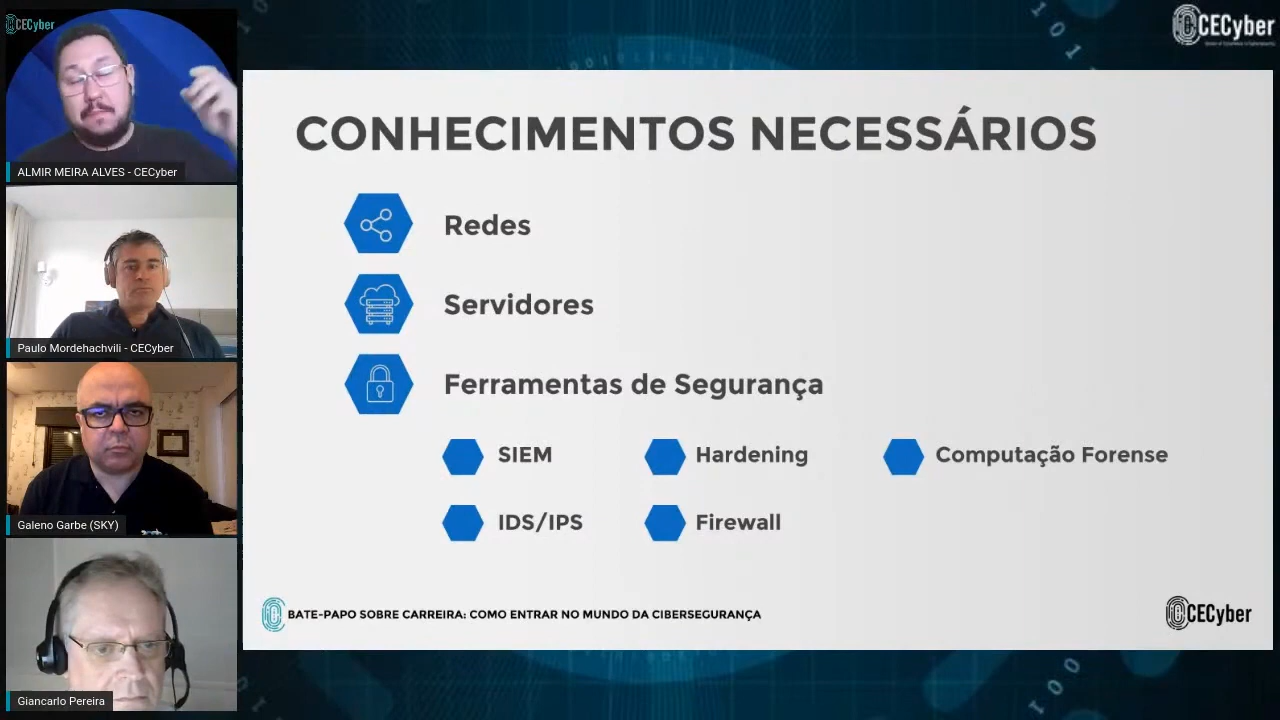 CECyber
ALMIR MEIRA ALVES - CECyber
Paulo Mordehachvili - CECyber
Galeno Garbe (SKY)
Giancarlo Pereira
CECyber
CONHECIMENTOS NECESSÁRIOS
Redes
Servidores
Ferramentas de Segurança
SIEM
Hardening
Computação Forense
IDS/IPS
Firewall
BATE-PAPO SOBRE CARREIRA: COMO ENTRAR NO MUNDO DA CIBERSEGURANÇA
CECyber